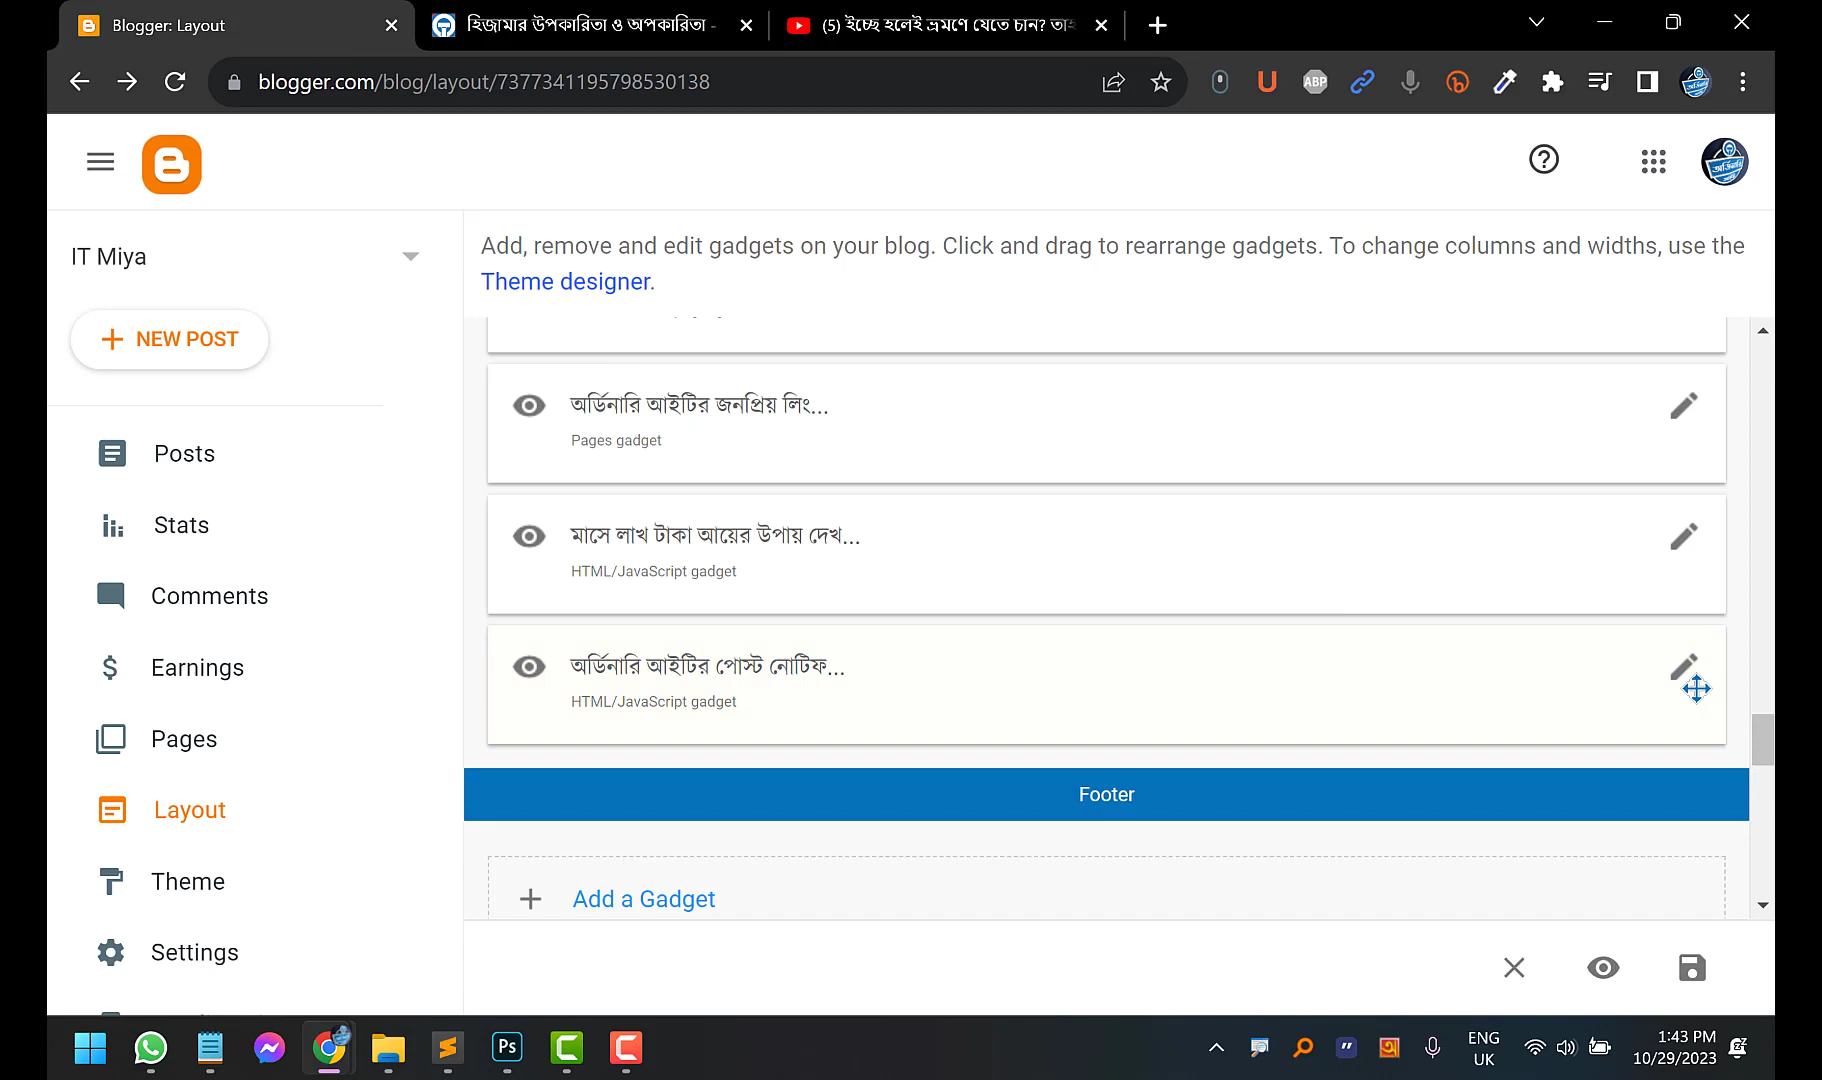 Blogger: Layout
হিজামার উপকারিতা ও অপকারিতা -
(5) ইচ্ছে হলেই ভ্রমণে যেতে চান? তাহ
blogger.com/blog/layout/7377341195798530138
ABP
IT Miya
Add, remove and edit gadgets on your blog. Click and drag to rearrange gadgets. To change columns and widths, use the
Theme designer.
NEW POST
Posts
Stats
Comments
Earnings
Pages
Layout
Theme
Settings
অর্ডিনারি আইটির জনপ্রিয় লিং...
Pages gadget
মাসে লাখ টাকা আয়ের উপায় দেখ...
HTML/JavaScript gadget
অর্ডিনারি আইটির পোস্ট নোটিফ...
HTML/JavaScript gadget
Footer
Add a Gadget
Ps
ENG
UK
1:43 PM
10/29/2023